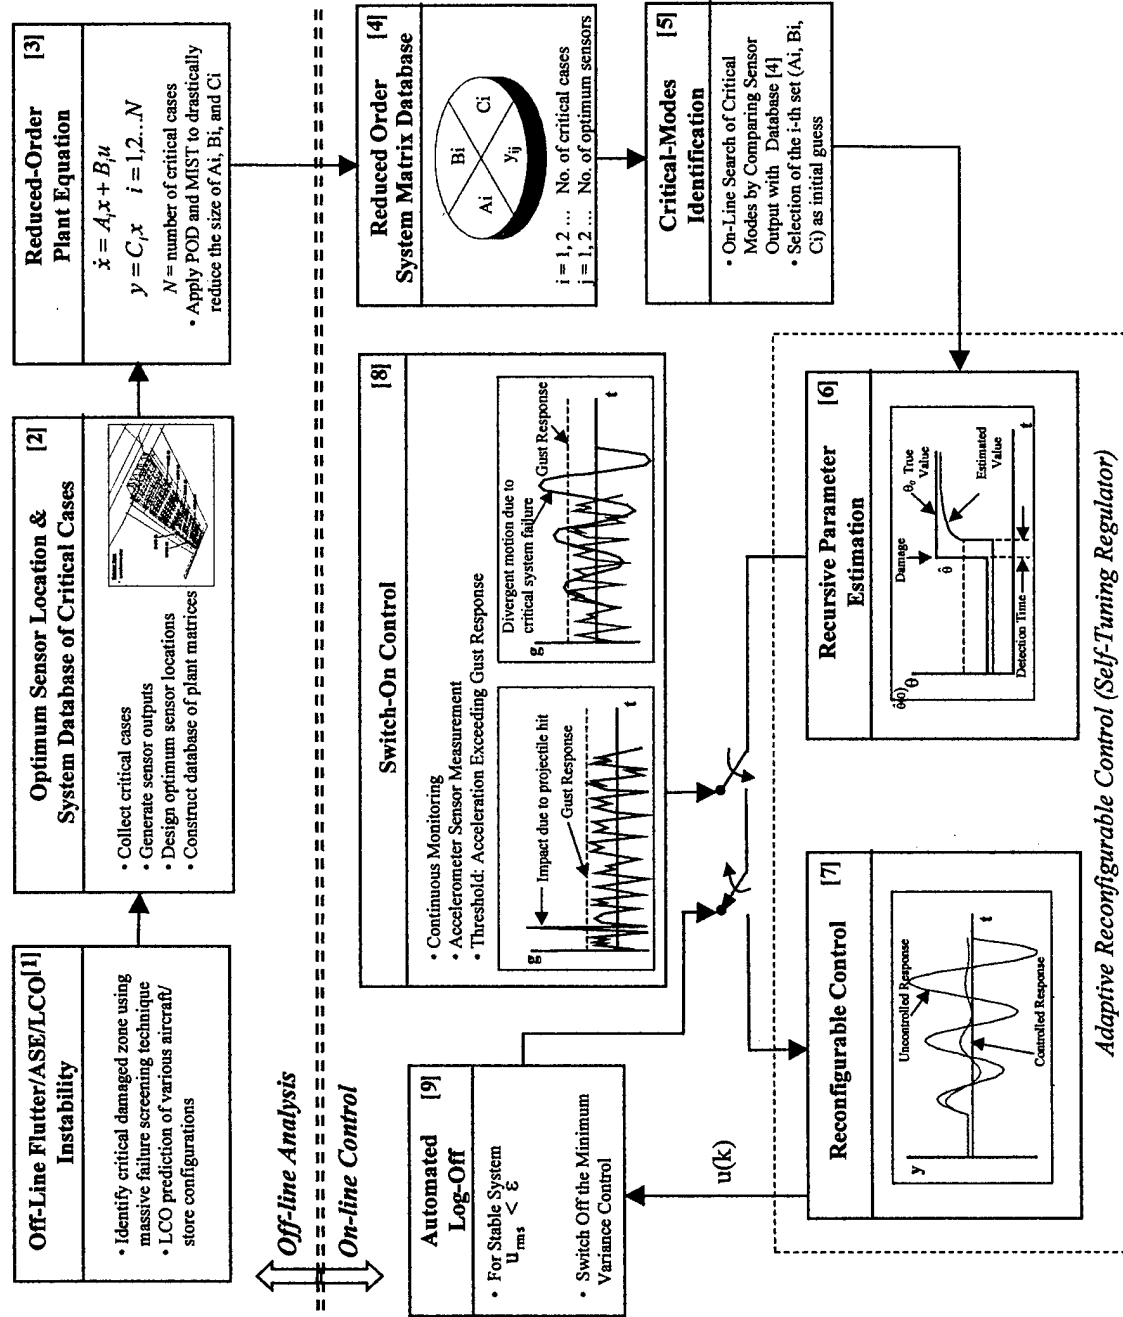 Off-Line Flutter/ASE/LCO [1]
Instability
• Identify critical damaged zone using
massive failure screening technique
• LCO prediction of various aircraft/
store configurations
[2]
Optimum Sensor Location &
System Database of Critical Cases
• Collect critical cases
• Generate sensor outputs
• Design optimum sensor locations
• Construct database of plant matrices
[3]
Reduced-Order
Plant Equation
ẋ = Aᵢx + Bᵢu
y = Cᵢx i = 1,2...N
N = number of critical cases
• Apply POD and MIST to drastically
reduce the size of Ai, Bi, and Ci
Off-line Analysis
On-line Control
[9]
Automated
Log-Off
• For Stable System
u rms < ε
• Switch Off the Minimum
Variance Control
[8]
Switch-On Control
• Continuous Monitoring
• Accelerometer Sensor Measurement
• Threshold: Acceleration Exceeding Gust Response
g
Impact due to projectile hit
Gust Response
t
g
Divergent motion due to
critical system failure
Gust Response
t
[4]
Reduced Order
System Matrix Database
Ai
Bi
Ci
yij
i = 1, 2 ... No. of critical cases
j = 1, 2 ... No. of optimum sensors
[5]
Critical-Modes
Identification
• On-Line Search of Critical
Modes by Comparing Sensor
Output with Database [4]
• Selection of the i-th set (Ai, Bi,
Ci) as initial guess
u(k)
[7]
Reconfigurable Control
y
Uncontrolled Response
t
Controlled Response
[6]
Recursive Parameter
Estimation
θ̂(0)
θ
Damage
θ̂
θ₀ True
Value
Estimated
Value
t
Detection Time
Adaptive Reconfigurable Control (Self-Tuning Regulator)